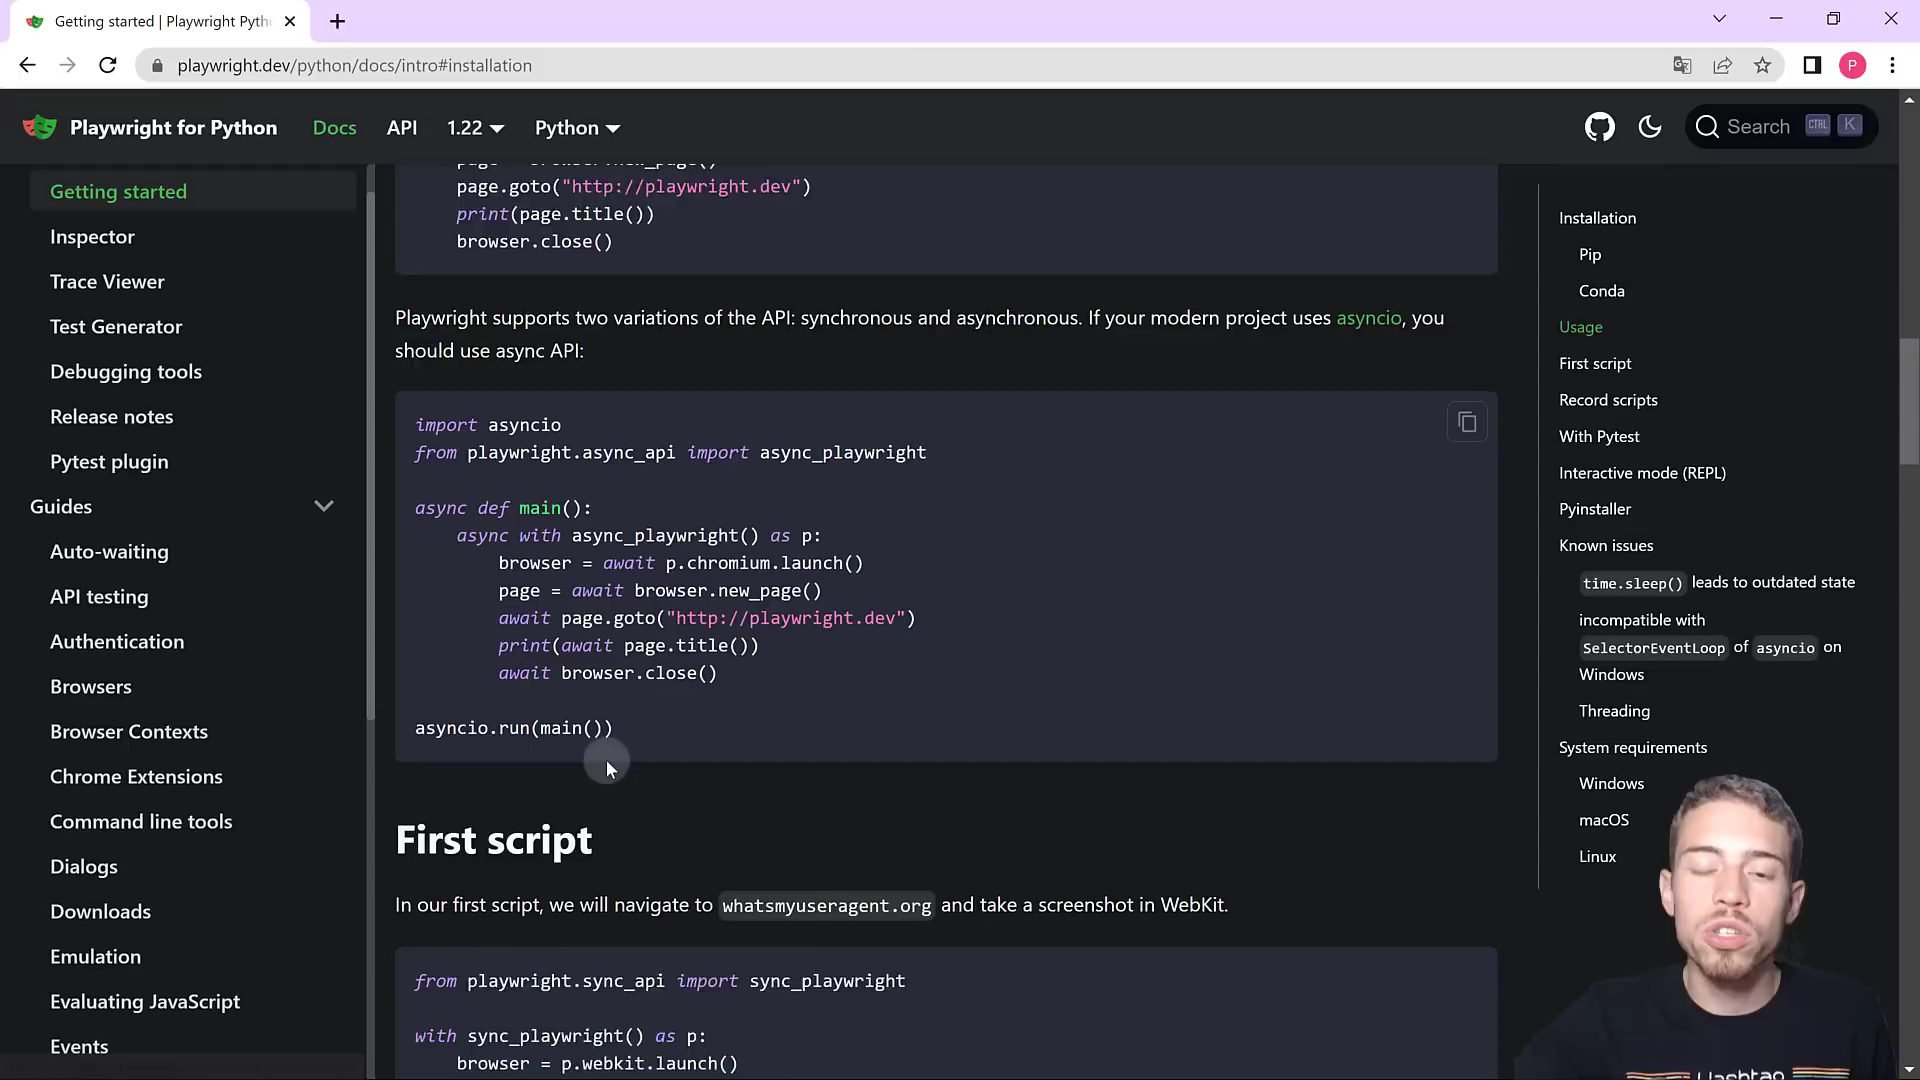 Getting started | Playwright Pyth
playwright.dev/python/docs/intro#installation
P
Playwright for Python
Docs
API
1.22
Python
Search
CTRL
K
Getting started
Inspector
Trace Viewer
Test Generator
Debugging tools
Release notes
Pytest plugin
Guides
Auto-waiting
API testing
Authentication
Browsers
Browser Contexts
Chrome Extensions
Command line tools
Dialogs
Downloads
Emulation
Evaluating JavaScript
Events
page = browser.new_page()
page.goto("http://playwright.dev")
print(page.title())
browser.close()
Playwright supports two variations of the API: synchronous and asynchronous. If your modern project uses asyncio, you
should use async API:
import asyncio
from playwright.async_api import async_playwright
async def main():
async with async_playwright() as p:
browser = await p.chromium.launch()
page = await browser.new_page()
await page.goto("http://playwright.dev")
print(await page.title())
await browser.close()
asyncio.run(main())
First script
In our first script, we will navigate to whatsmyuseragent.org and take a screenshot in WebKit.
from playwright.sync_api import sync_playwright
with sync_playwright() as p:
browser = p.webkit.launch()
Installation
Pip
Conda
Usage
First script
Record scripts
With Pytest
Interactive mode (REPL)
Pyinstaller
Known issues
time.sleep() leads to outdated state
incompatible with
SelectorEventLoop of asyncio on
Windows
Threading
System requirements
Windows
macOS
Linux
Hashtag